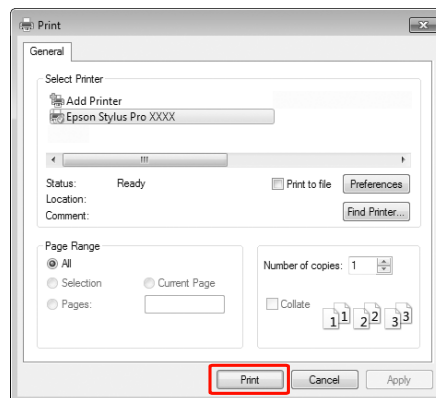 Print
General
Select Printer
Add Printer
Epson Stylus Pro XXXX
Status: Ready
Print to file
Preferences
Location:
Comment:
Find Printer...
Page Range
All
Selection
Current Page
Pages:
Number of copies: 1
Collate
1 1 2 2 3 3
Print
Cancel
Apply